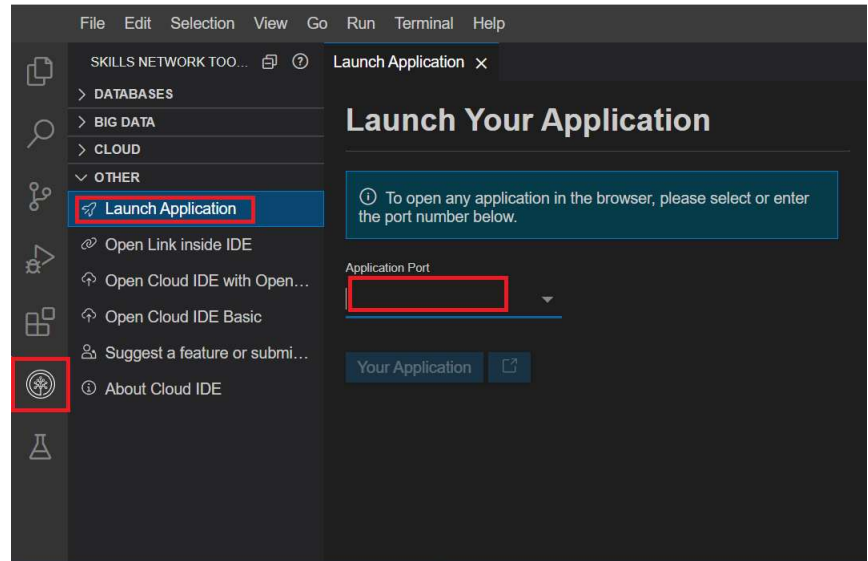 File Edit Selection View Go Run Terminal Help
SKILLS NETWORK TOO...
Launch Application
DATABASES
BIG DATA
CLOUD
OTHER
Launch Application
Open Link inside IDE
Open Cloud IDE with Open...
Open Cloud IDE Basic
Suggest a feature or submi...
About Cloud IDE
Launch Your Application
To open any application in the browser, please select or enter
the port number below.
Application Port
Your Application